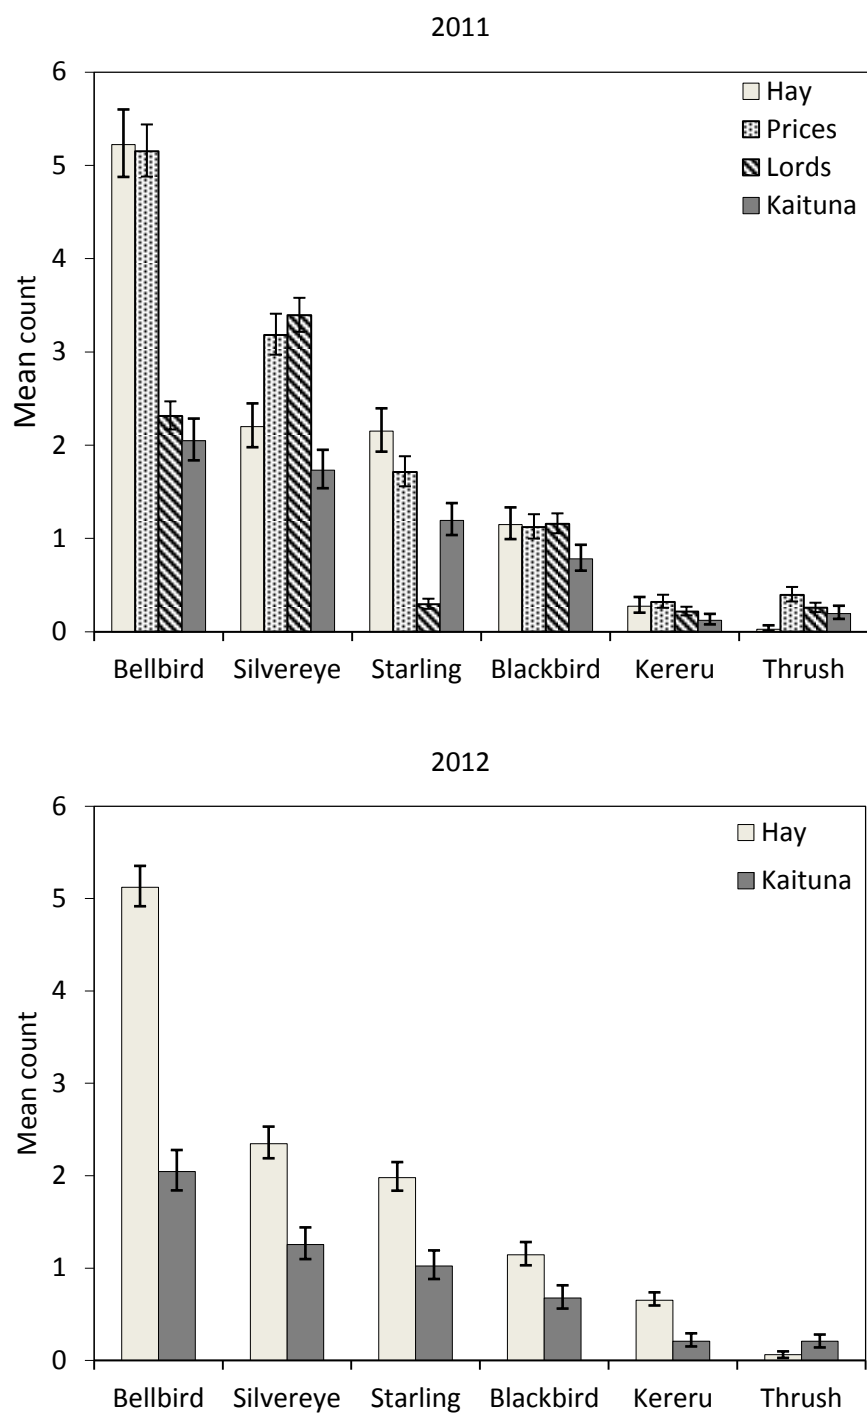 2011
6
5
4
3
2
1
0
Mean count
Hay
Prices
Lords
Kaituna
Bellbird Silvereye Starling Blackbird Kereru Thrush
2012
6
5
4
3
2
1
0
Mean count
Hay
Kaituna
Bellbird Silvereye Starling Blackbird Kereru Thrush